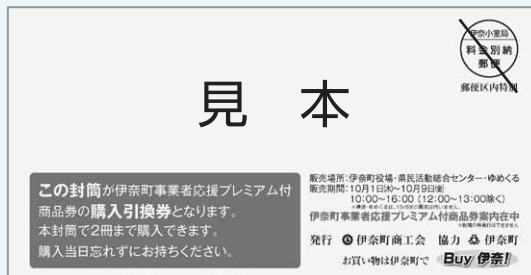 伊奈小室局
料金別納
郵便
郵便区内特別
見本
この封筒が伊奈町事業者応援プレミアム付
商品券の購入引換券となります。
本封筒で2冊まで購入できます。
購入当日忘れずにお持ちください。
販売場所:伊奈町役場・県民活動総合センター・ゆめくる
販売期間:10月1日㈭~10月9日㈮
10:00~16:00(12:00~13:00除く)
伊奈町事業者応援プレミアム付商品券案内在中
発行 伊奈町商工会 協力 伊奈町
お買い物は伊奈町で Buy 伊奈!